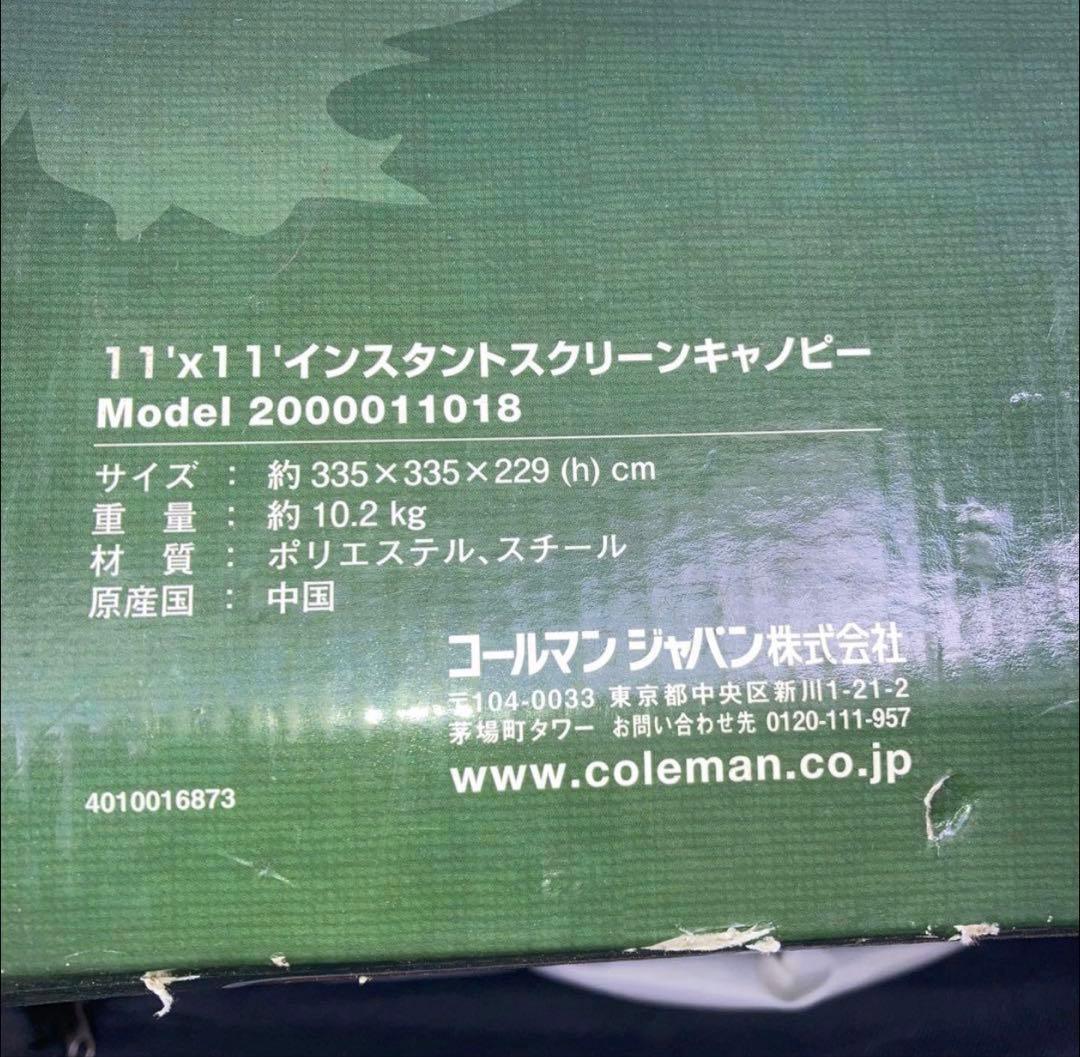 11'x11'インスタントスクリーンキャノピー
Model 2000011018
サイズ : 約 335×335×229 (h) cm
重 量 : 約 10.2 kg
材 質 : ポリエステル、スチール
原産国 : 中国
コールマン ジャパン株式会社
〒104-0033 東京都中央区新川1-21-2
茅場町タワー お問い合わせ先 0120-111-957
www.coleman.co.jp
4010016873